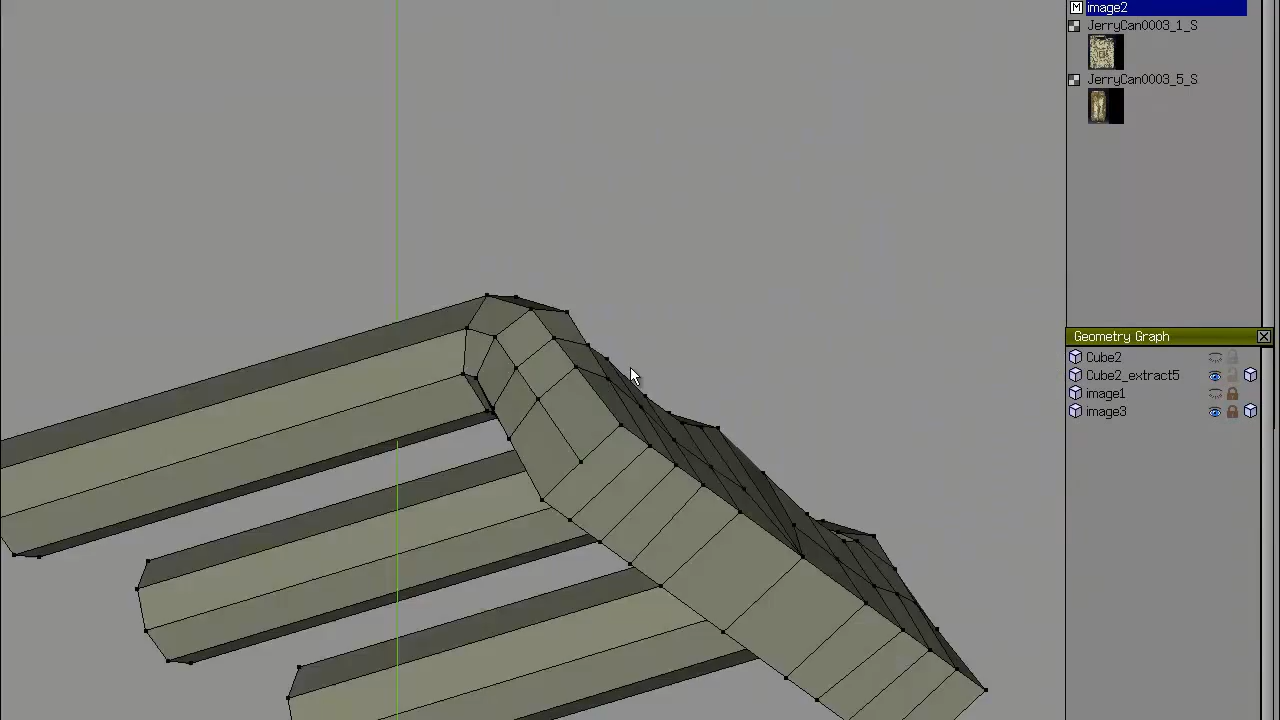 M image2
JerryCan0003_1_S
JerryCan0003_5_S
Geometry Graph
Cube2
Cube2_extract5
image1
image3